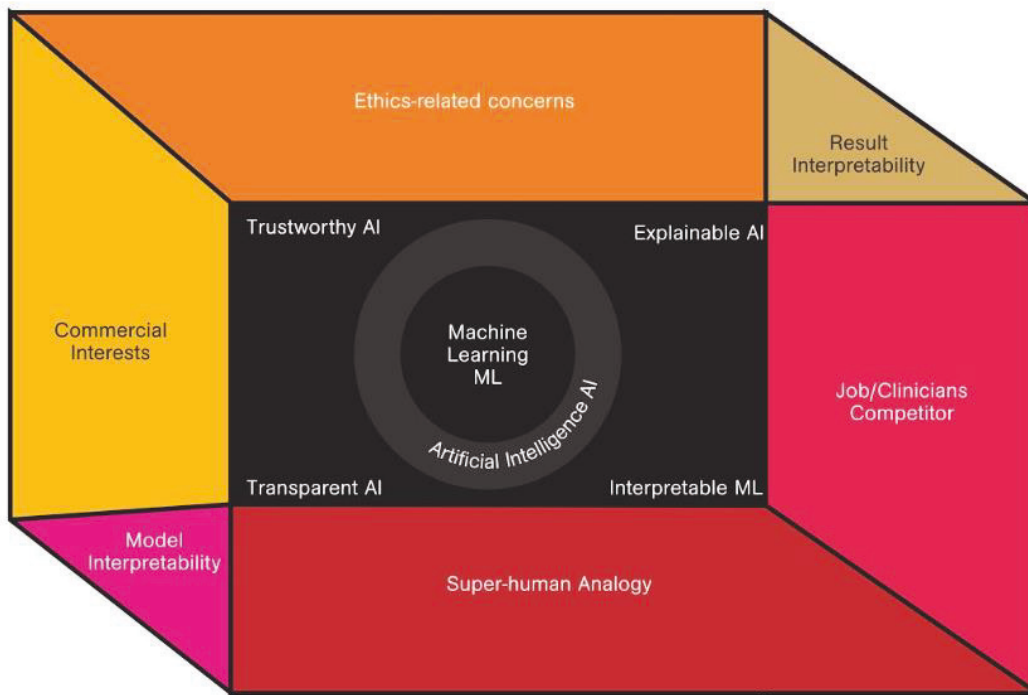 Ethics-related concerns
Result
Interpretability
Trustworthy AI
Explainable AI
Commercial
Interests
Machine
Learning
ML
Artificial Intelligence AI
Job/Clinicians
Competitor
Transparent AI
Interpretable ML
Model
Interpretability
Super-human Analogy